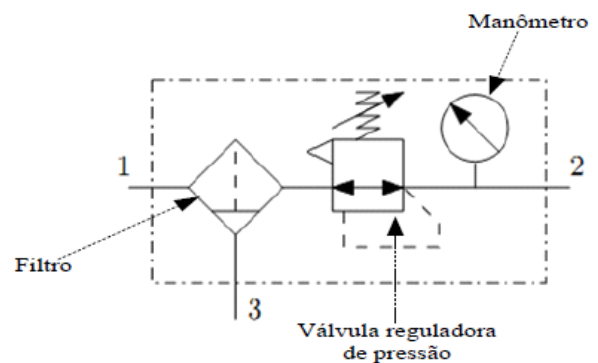 Manômetro
1
2
Filtro
3
Válvula reguladora
de pressão